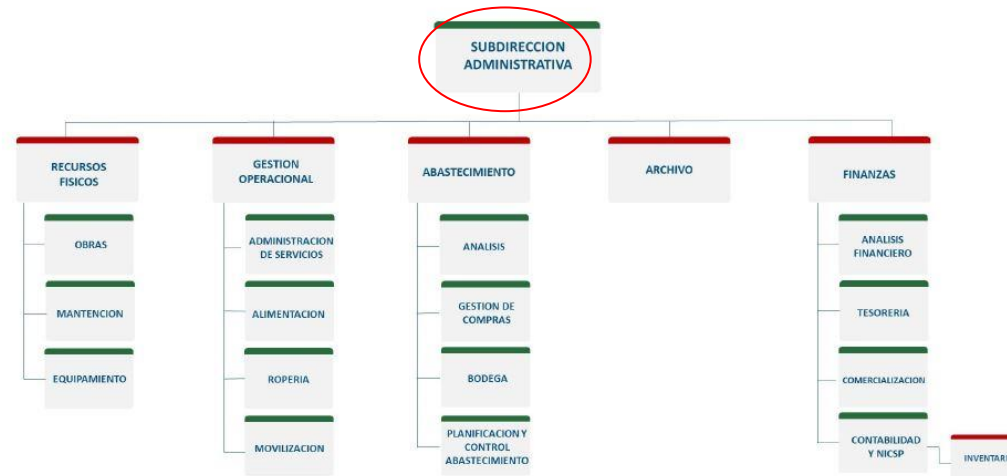 SUBDIRECCION
ADMINISTRATIVA
RECURSOS
FISICOS
GESTION
OPERACIONAL
ABASTECIMIENTO
ARCHIVO
FINANZAS
OBRAS
MANTENCION
EQUIPAMIENTO
ADMINISTRACION
DE SERVICIOS
ALIMENTACION
ROPERIA
MOVILIZACION
ANALISIS
GESTION DE
COMPRAS
BODEGA
PLANIFICACION Y
CONTROL
ABASTECIMIENTO
ANALISIS
FINANCIERO
TESORERIA
COMERCIALIZACION
CONTABILIDAD
Y NICSP
INVENTARI